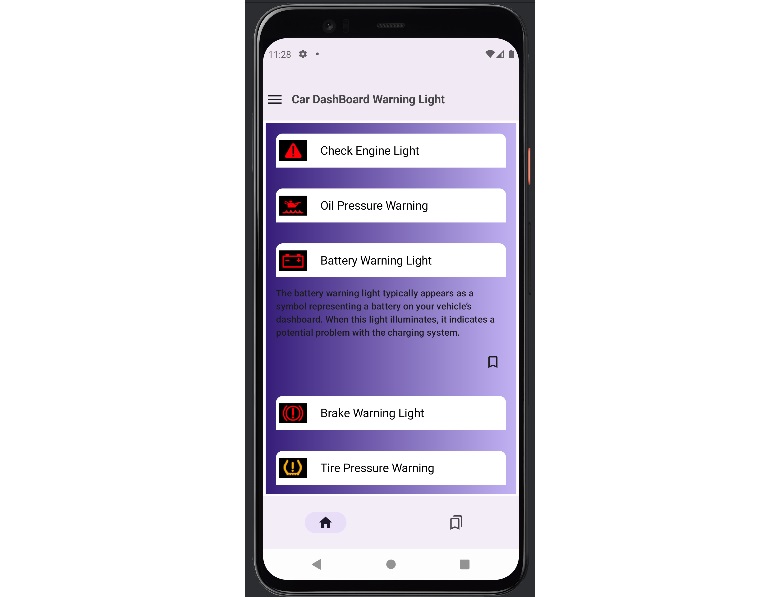 11:28
Car DashBoard Warning Light
Check Engine Light
Oil Pressure Warning
Battery Warning Light
The battery warning light typically appears as a
symbol representing a battery on your vehicle's
dashboard. When this light illuminates, it indicates a
potential problem with the charging system.
Brake Warning Light
Tire Pressure Warning